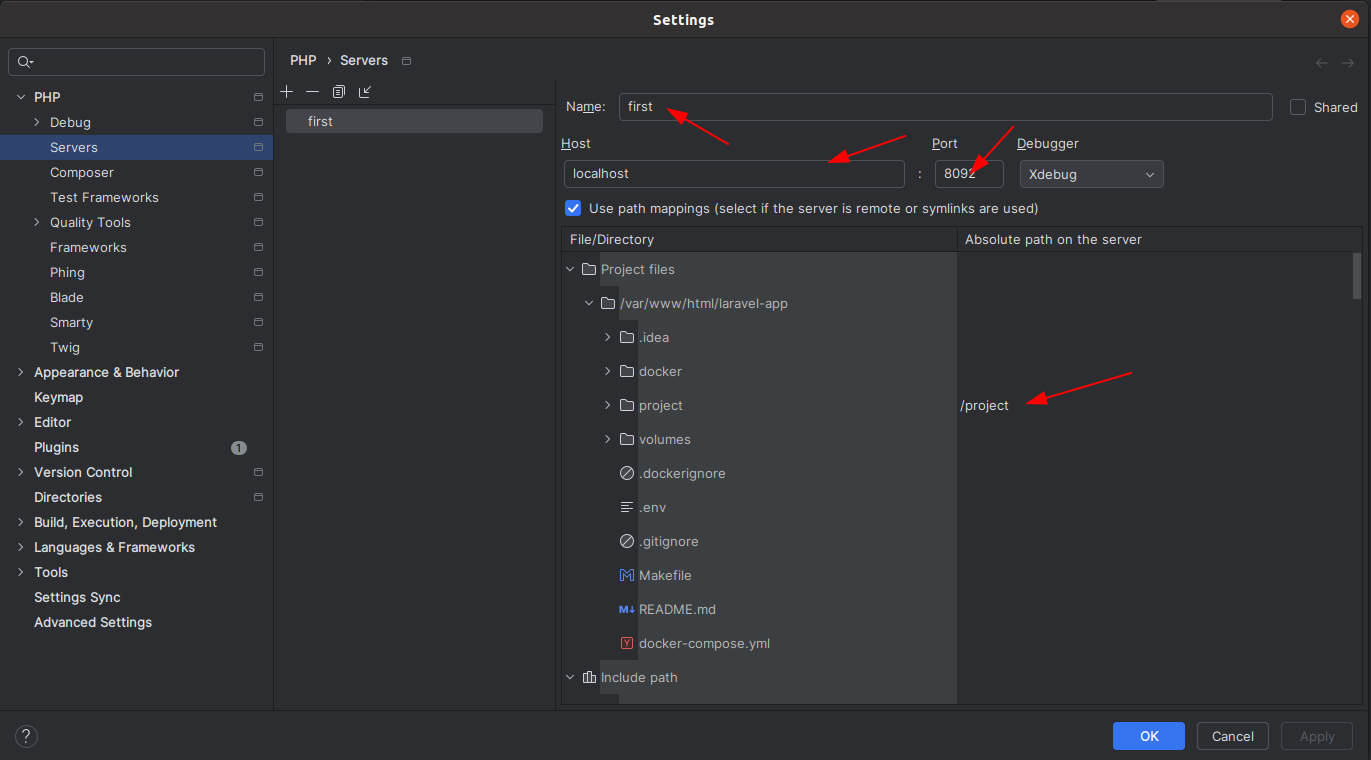 Settings
PHP › Servers
PHP
Debug
Servers
Composer
Test Frameworks
Quality Tools
Frameworks
Phing
Blade
Smarty
Twig
Appearance & Behavior
Keymap
Editor
Plugins 1
Version Control
Directories
Build, Execution, Deployment
Languages & Frameworks
Tools
Settings Sync
Advanced Settings
first
Name: first Shared
Host Port Debugger
localhost : 8092 Xdebug
Use path mappings (select if the server is remote or symlinks are used)
File/Directory Absolute path on the server
Project files
/var/www/html/laravel-app
.idea
docker
project /project
volumes
.dockerignore
.env
.gitignore
Makefile
M↓ README.md
Y docker-compose.yml
Include path
? OK Cancel Apply